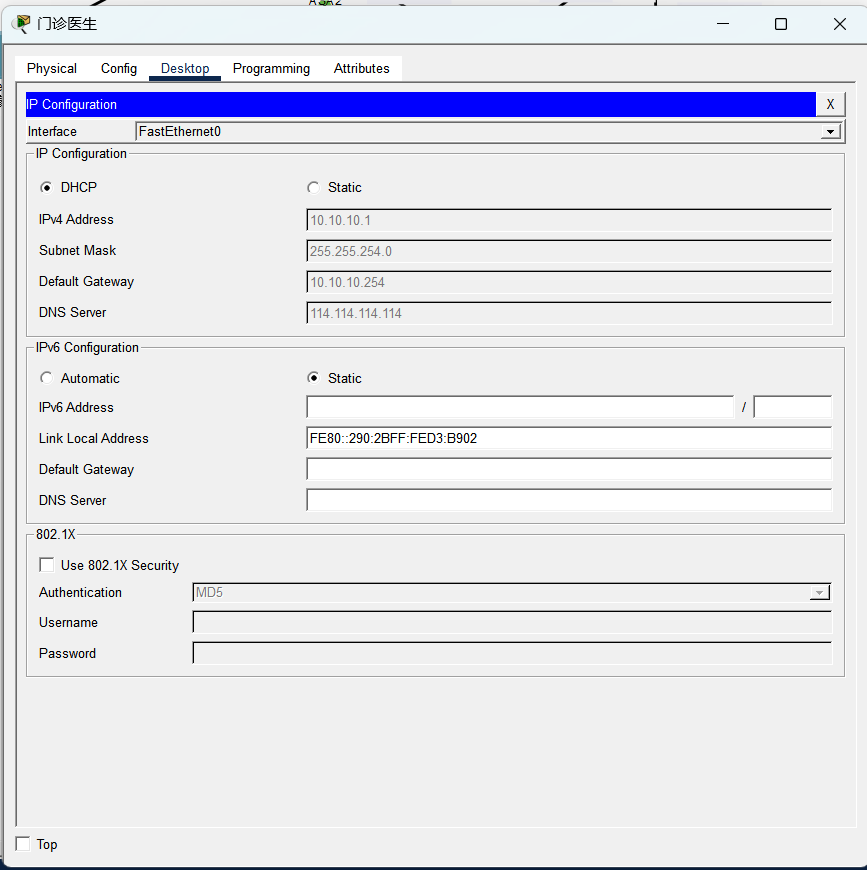 门诊医生
Physical Config Desktop Programming Attributes
IP Configuration X
Interface FastEthernet0
IP Configuration
DHCP Static
IPv4 Address 10.10.10.1
Subnet Mask 255.255.254.0
Default Gateway 10.10.10.254
DNS Server 114.114.114.114
IPv6 Configuration
Automatic Static
IPv6 Address /
Link Local Address FE80::290:2BFF:FED3:B902
Default Gateway
DNS Server
802.1X
Use 802.1X Security
Authentication MD5
Username
Password
Top